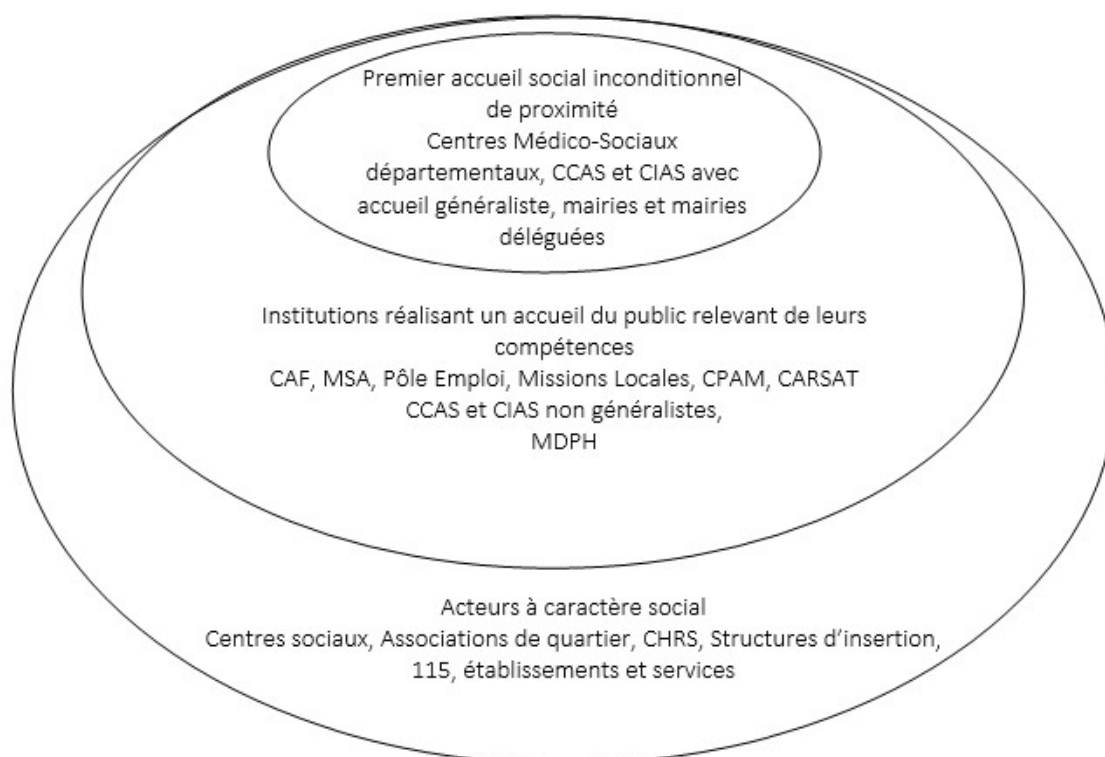 Premier accueil social inconditionnel
de proximité
Centres Médico-Sociaux
départementaux, CCAS et CIAS avec
accueil généraliste, mairies et mairies
déléguées
Institutions réalisant un accueil du public relevant de leurs
compétences
CAF, MSA, Pôle Emploi, Missions Locales, CPAM, CARSAT
CCAS et CIAS non généralistes,
MDPH
Acteurs à caractère social
Centres sociaux, Associations de quartier, CHRS, Structures d’insertion,
115, établissements et services